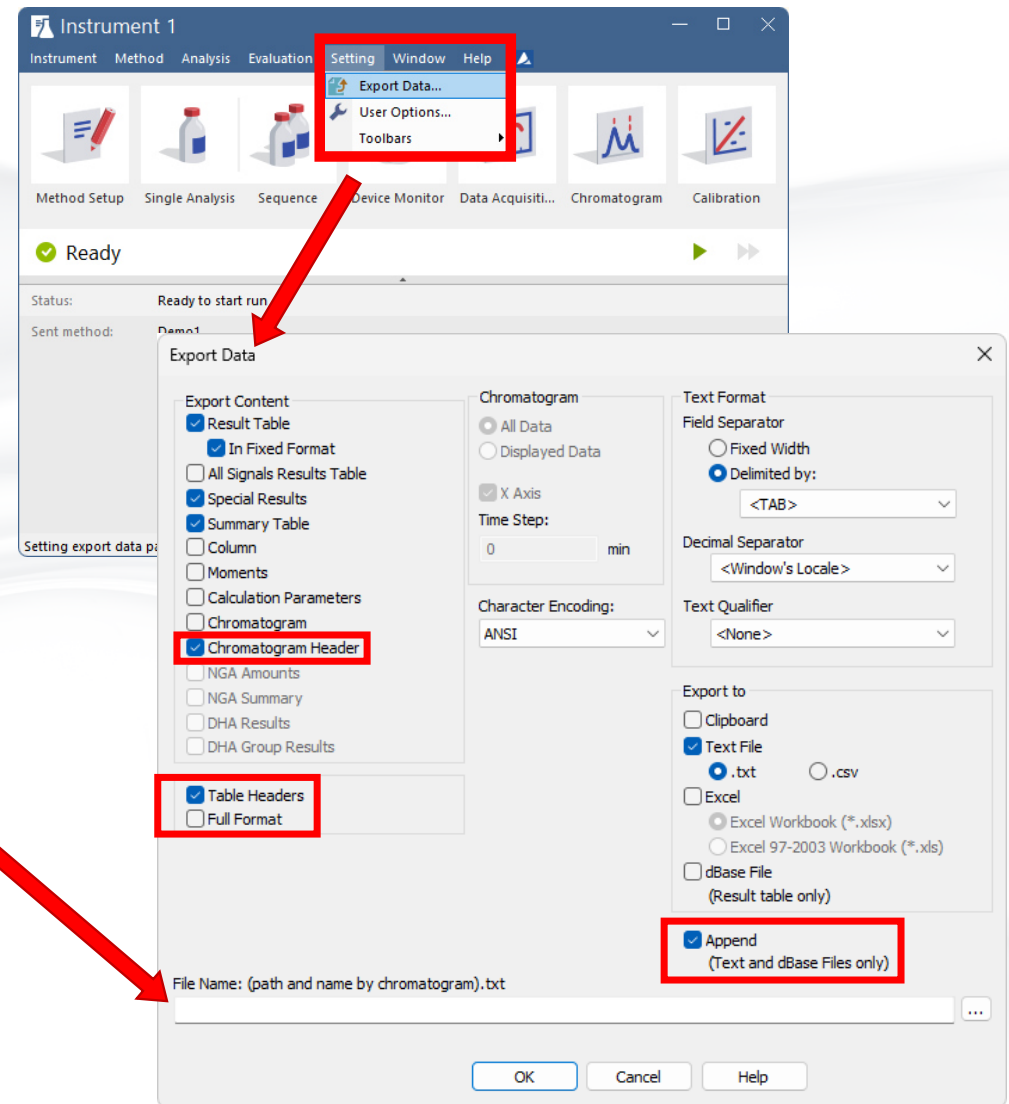 Instrument 1
Instrument Method Analysis Evaluation Setting Window Help
Export Data...
User Options...
Toolbars
Method Setup Single Analysis Sequence Device Monitor Data Acquisiti... Chromatogram Calibration
Ready
Status: Ready to start run
Sent method: Demo1
Setting export data pa
Export Data
Export Content
Result Table
In Fixed Format
All Signals Results Table
Special Results
Summary Table
Column
Moments
Calculation Parameters
Chromatogram
Chromatogram Header
NGA Amounts
NGA Summary
DHA Results
DHA Group Results
Table Headers
Full Format
Chromatogram
All Data
Displayed Data
X Axis
Time Step:
0 min
Character Encoding:
ANSI
Text Format
Field Separator
Fixed Width
Delimited by:
<TAB>
Decimal Separator
<Window's Locale>
Text Qualifier
<None>
Export to
Clipboard
Text File
.txt .csv
Excel
Excel Workbook (*.xlsx)
Excel 97-2003 Workbook (*.xls)
dBase File
(Result table only)
Append
(Text and dBase Files only)
File Name: (path and name by chromatogram).txt
...
OK Cancel Help